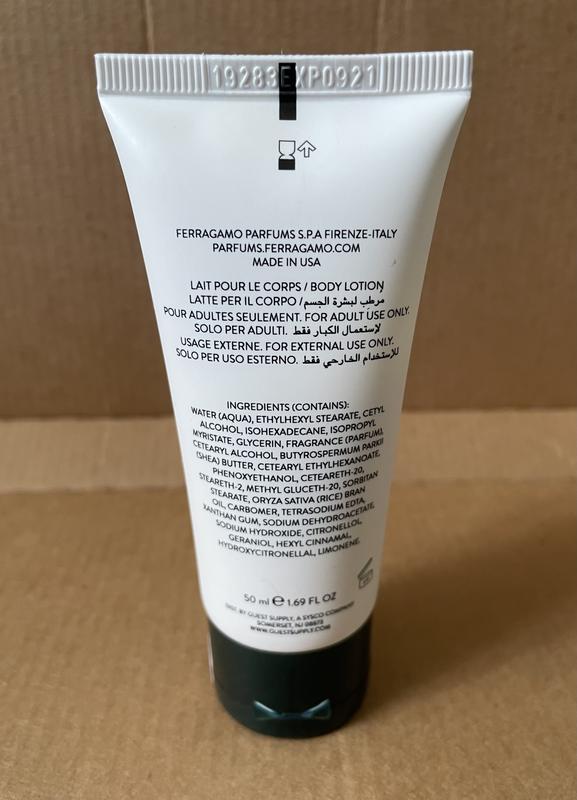 19283EXP0921
FERRAGAMO PARFUMS S.P.A FIRENZE-ITALY
PARFUMS.FERRAGAMO.COM
MADE IN USA
LAIT POUR LE CORPS / BODY LOTION
LATTE PER IL CORPO / مرطب لبشرة الجسم
POUR ADULTES SEULEMENT. FOR ADULT USE ONLY.
SOLO PER ADULTI. لإستعمال الكبار فقط
USAGE EXTERNE. FOR EXTERNAL USE ONLY.
SOLO PER USO ESTERNO. للإستخدام الخارجي فقط
INGREDIENTS (CONTAINS):
WATER (AQUA), ETHYLHEXYL STEARATE, CETYL
ALCOHOL, ISOHEXADECANE, ISOPROPYL
MYRISTATE, GLYCERIN, FRAGRANCE (PARFUM),
CETEARYL ALCOHOL, BUTYROSPERMUM PARKII
(SHEA) BUTTER, CETEARYL ETHYLHEXANOATE,
PHENOXYETHANOL, CETEARETH-20,
STEARETH-2, METHYL GLUCETH-20, SORBITAN
STEARATE, ORYZA SATIVA (RICE) BRAN
OIL, CARBOMER, TETRASODIUM EDTA,
XANTHAN GUM, SODIUM DEHYDROACETATE,
SODIUM HYDROXIDE, CITRONELLOL,
GERANIOL, HEXYL CINNAMAL,
HYDROXYCITRONELLAL, LIMONENE.
50 ml ℮ 1.69 FL OZ
DIST. BY GUEST SUPPLY, A SYSCO COMPANY
SOMERSET, NJ 08873
WWW.GUESTSUPPLY.COM